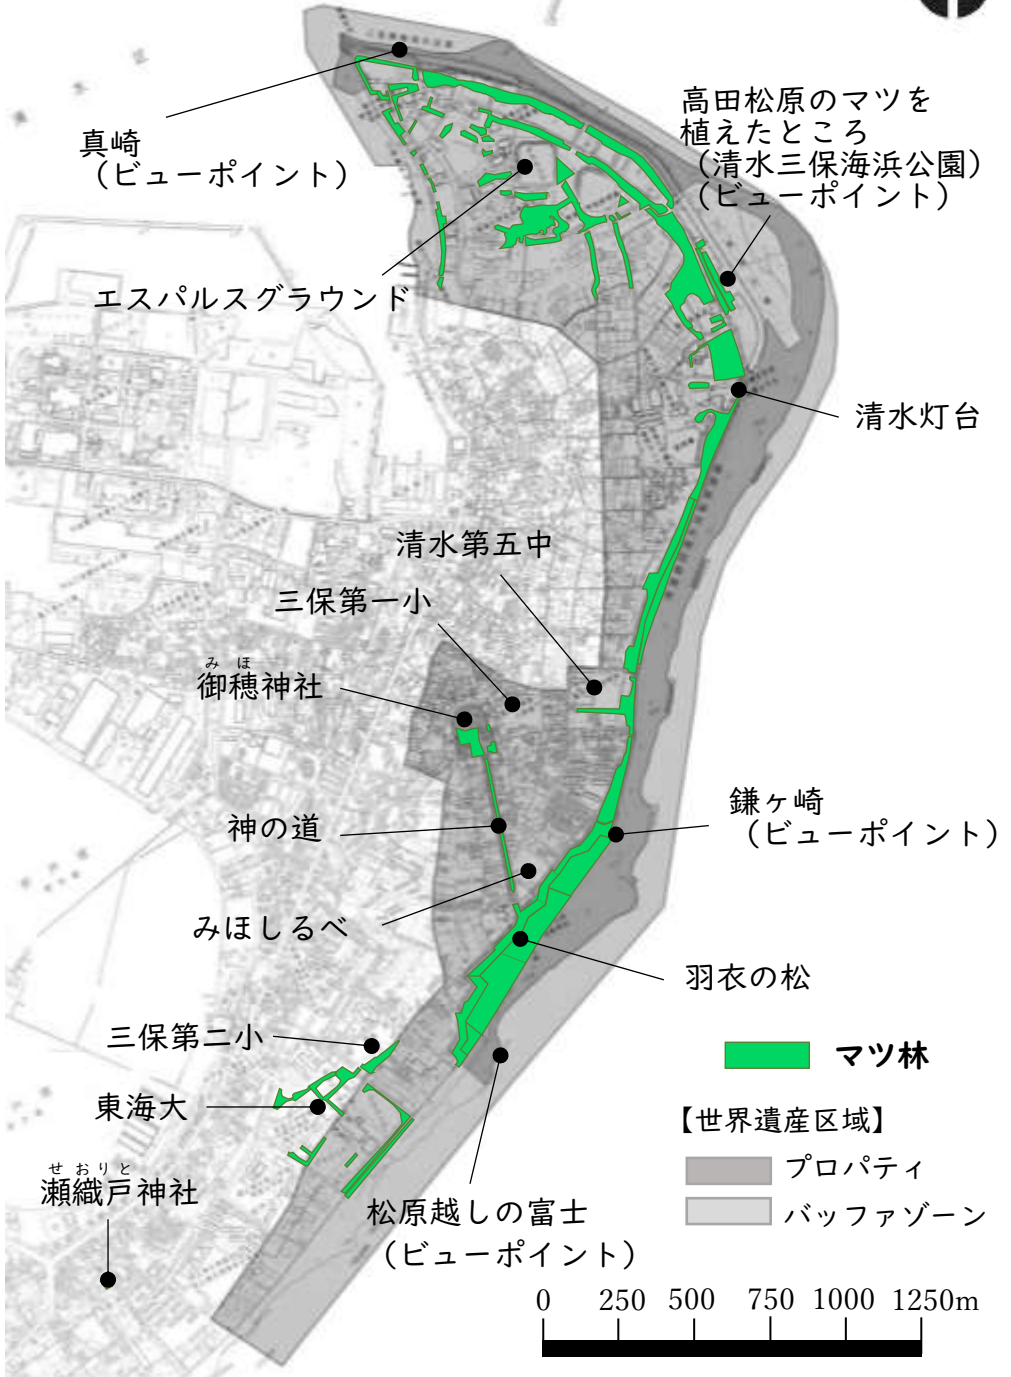 真崎
（ビューポイント）
高田松原のマツを
植えたところ
（清水三保海浜公園）
（ビューポイント）
エスパルスグラウンド
清水灯台
清水第五中
三保第一小
みほ
御穂神社
神の道
鎌ヶ崎
（ビューポイント）
みほしるべ
羽衣の松
三保第二小
東海大
せおりと
瀬織戸神社
松原越しの富士
（ビューポイント）
マツ林
【世界遺産区域】
プロパティ
バッファゾーン
0 250 500 750 1000 1250m